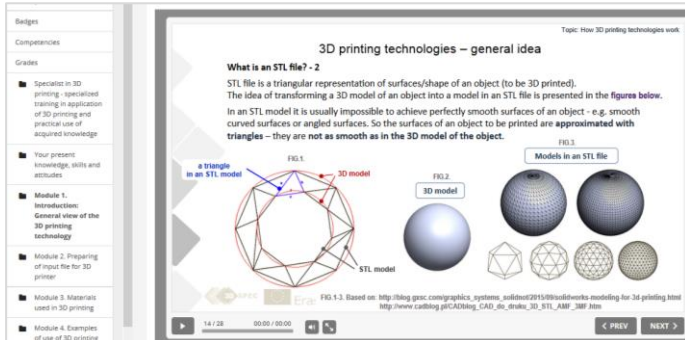 Badges
Competencies
Grades
Specialist in 3D
printing - specialized
training in application
of 3D printing and
practical use of
acquired knowledge
Your present
knowledge, skills and
attitudes
Module 1.
Introduction:
General view of the
3D printing
technology
Module 2. Preparing
of input file for 3D
printer
Module 3. Materials
used in 3D printing
Module 4. Examples
of use of 3D printing
Topic: How 3D printing technologies work
3D printing technologies – general idea
What is an STL file? - 2
STL file is a triangular representation of surfaces/shape of an object (to be 3D printed).
The idea of transforming a 3D model of an object into a model in an STL file is presented in the figures below.
In an STL model it is usually impossible to achieve perfectly smooth surfaces of an object - e.g. smooth
curved surfaces or angled surfaces. So the surfaces of an object to be printed are approximated with
triangles – they are not as smooth as in the 3D model of the object.
FIG.1.
a triangle
in an STL model
3D model
STL model
FIG.2.
3D model
FIG.3.
Models in an STL file
FIG.1-3. Based on: http://blog.gxsc.com/graphics_systems_solidnot/2015/09/solidworks-modeling-for-3d-printing.html
http://www.cadblog.pl/CADblog_CAD_do_druku_3D_STL_AMF_3MF.htm
14 / 28
00:00 / 00:00
< PREV
NEXT >